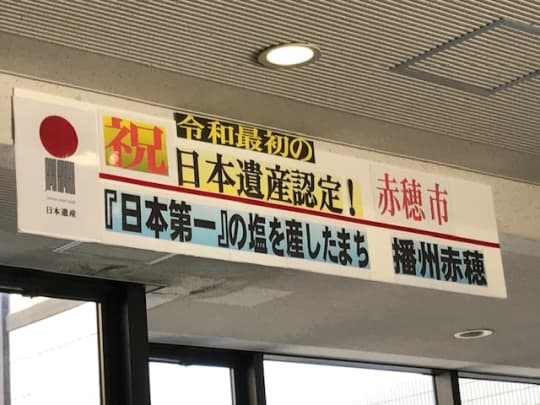 祝 令和最初の
日本遺産認定! 赤穂市
『日本第一』の塩を産したまち 播州赤穂
日本遺産